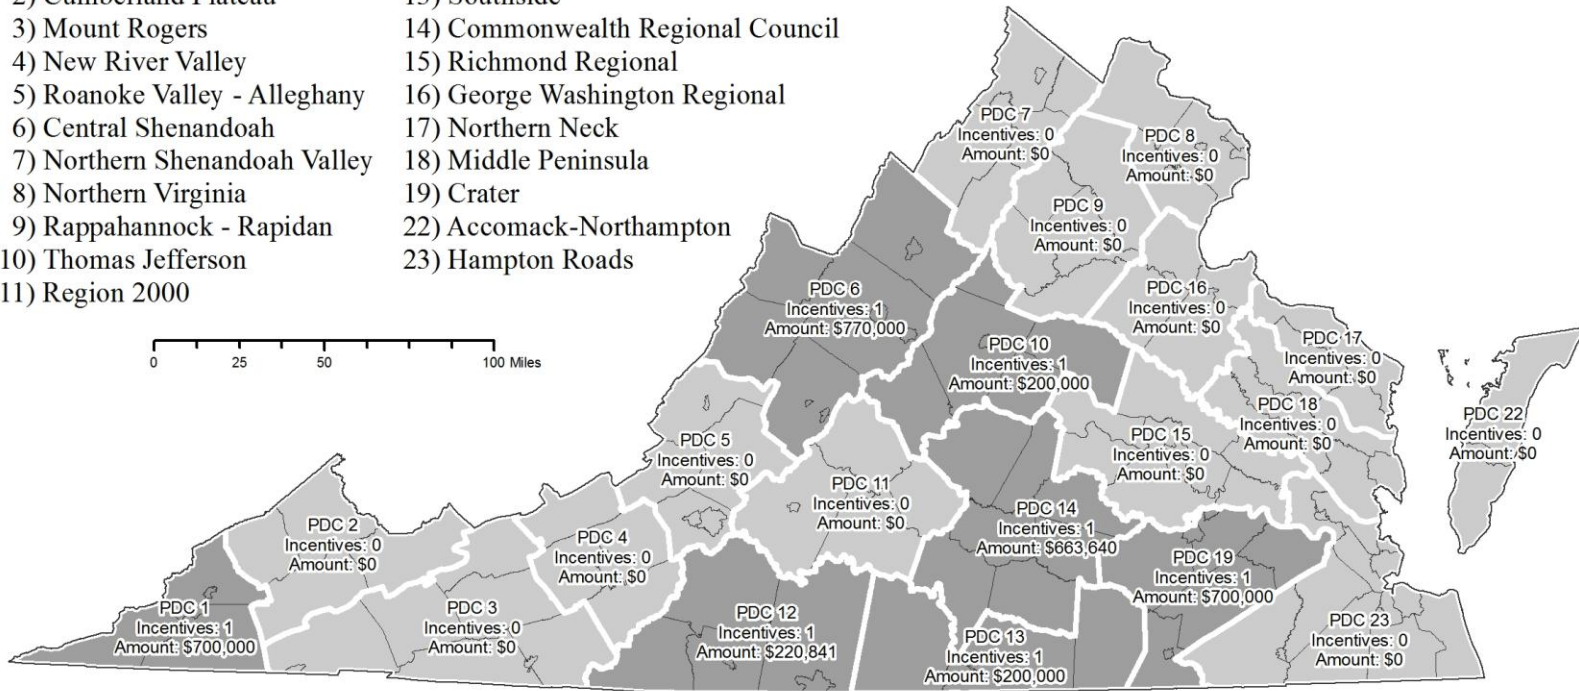 3) Mount Rogers
4) New River Valley
5) Roanoke Valley - Alleghany
6) Central Shenandoah
7) Northern Shenandoah Valley
8) Northern Virginia
9) Rappahannock - Rapidan
10) Thomas Jefferson
11) Region 2000
2) Cumberland Plateau
13) Southside
14) Commonwealth Regional Council
15) Richmond Regional
16) George Washington Regional
17) Northern Neck
18) Middle Peninsula
19) Crater
22) Accomack-Northampton
23) Hampton Roads
0 25 50 100 Miles
PDC 7
Incentives: 0
Amount: $0
PDC 8
Incentives: 0
Amount: $0
PDC 9
Incentives: 0
Amount: $0
PDC 6
Incentives: 1
Amount: $770,000
PDC 16
Incentives: 0
Amount: $0
PDC 10
Incentives: 1
Amount: $200,000
PDC 17
Incentives: 0
Amount: $0
PDC 18
Incentives: 0
Amount: $0
PDC 22
Incentives: 0
Amount: $0
PDC 5
Incentives: 0
Amount: $0
PDC 15
Incentives: 0
Amount: $0
PDC 11
Incentives: 0
Amount: $0
PDC 14
Incentives: 1
Amount: $663,640
PDC 2
Incentives: 0
Amount: $0
PDC 4
Incentives: 0
Amount: $0
PDC 19
Incentives: 1
Amount: $700,000
PDC 1
Incentives: 1
Amount: $700,000
PDC 3
Incentives: 0
Amount: $0
PDC 12
Incentives: 1
Amount: $220,841
PDC 13
Incentives: 1
Amount: $200,000
PDC 23
Incentives: 0
Amount: $0